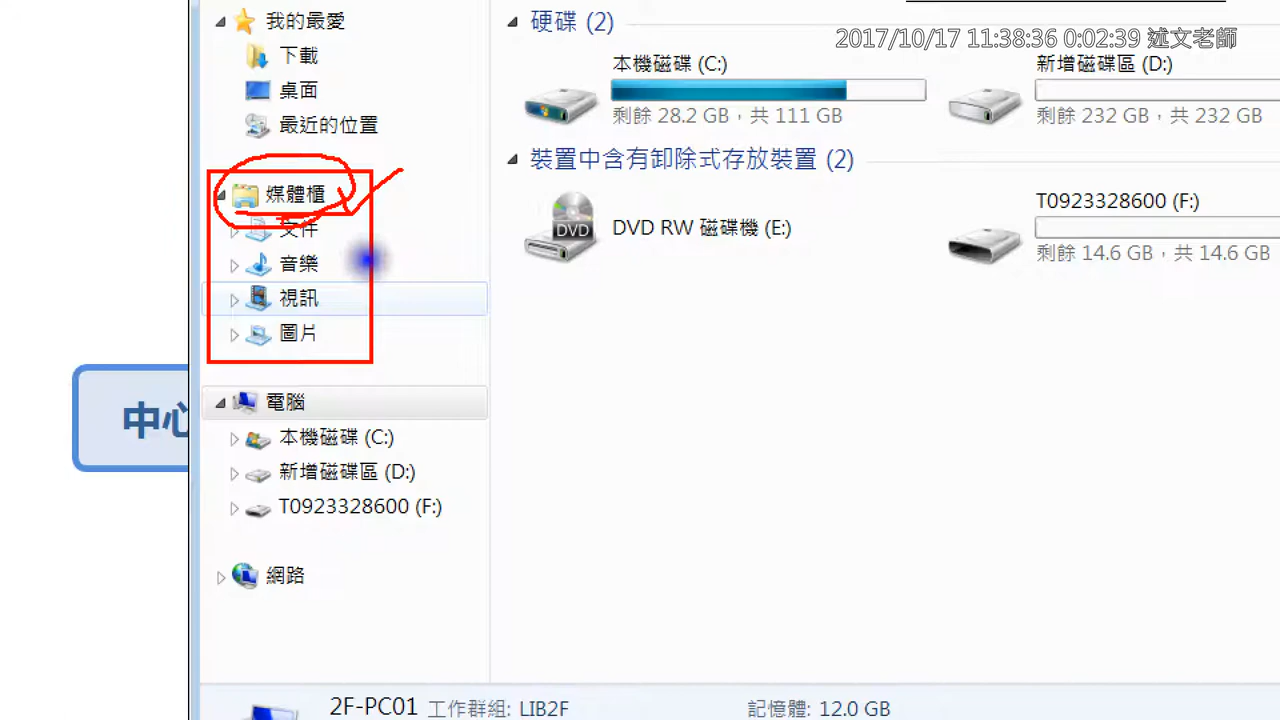 我的最愛
下載
桌面
最近的位置
媒體櫃
文件
音樂
視訊
圖片
電腦
本機磁碟 (C:)
新增磁碟區 (D:)
T0923328600 (F:)
網路
中心
硬碟 (2)
2017/10/17 11:38:36 0:02:39 述文老師
本機磁碟 (C:)
剩餘 28.2 GB，共 111 GB
新增磁碟區 (D:)
剩餘 232 GB，共 232 GB
裝置中含有卸除式存放裝置 (2)
DVD
DVD RW 磁碟機 (E:)
T0923328600 (F:)
剩餘 14.6 GB，共 14.6 GB
2F-PC01 工作群組: LIB2F 記憶體: 12.0 GB